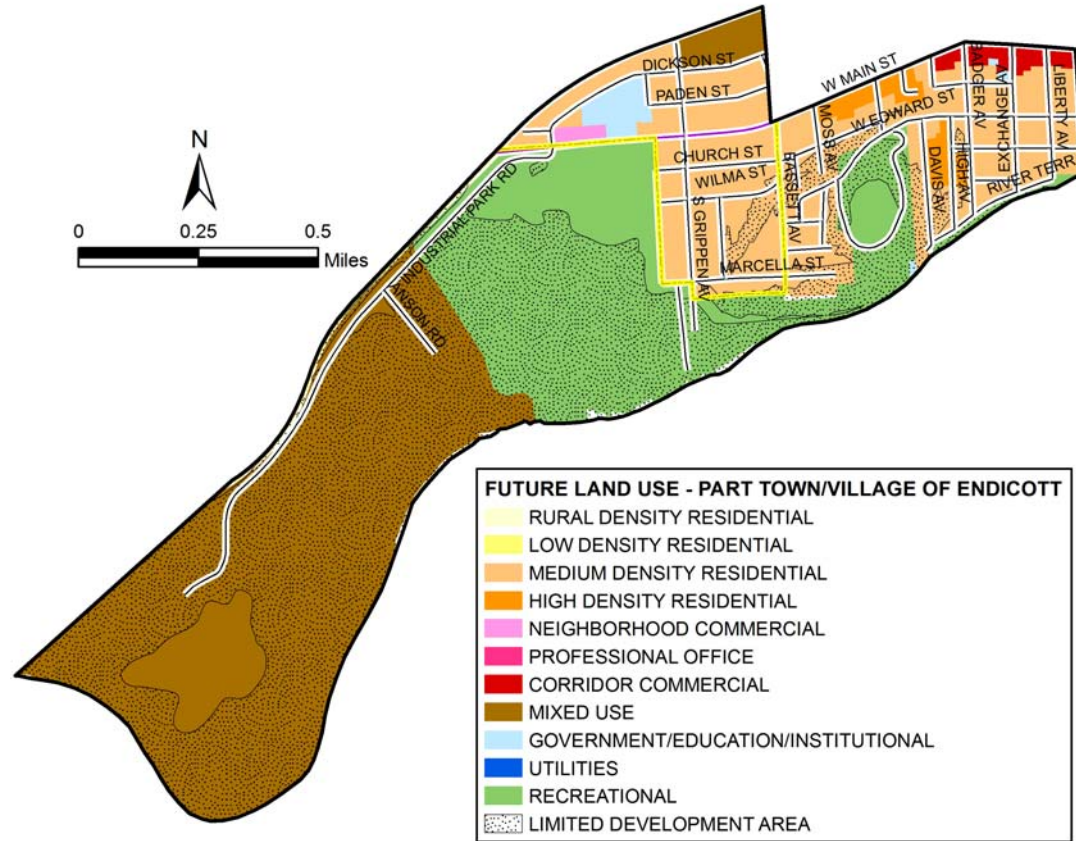 DICKSON ST
PADEN ST
W MAIN ST
W EDWARD ST
BADGER AV
EXCHANGE AV
LIBERTY AV
MOSS AV
CHURCH ST
WILMA ST
BASSETT AV
DAVIS AV
HIGH AV
RIVER TERR
S GRIPPEN AV
MARCELLA ST
INDUSTRIAL PARK RD
ANSON RD
N
0 0.25 0.5
Miles
FUTURE LAND USE - PART TOWN/VILLAGE OF ENDICOTT
RURAL DENSITY RESIDENTIAL
LOW DENSITY RESIDENTIAL
MEDIUM DENSITY RESIDENTIAL
HIGH DENSITY RESIDENTIAL
NEIGHBORHOOD COMMERCIAL
PROFESSIONAL OFFICE
CORRIDOR COMMERCIAL
MIXED USE
GOVERNMENT/EDUCATION/INSTITUTIONAL
UTILITIES
RECREATIONAL
LIMITED DEVELOPMENT AREA